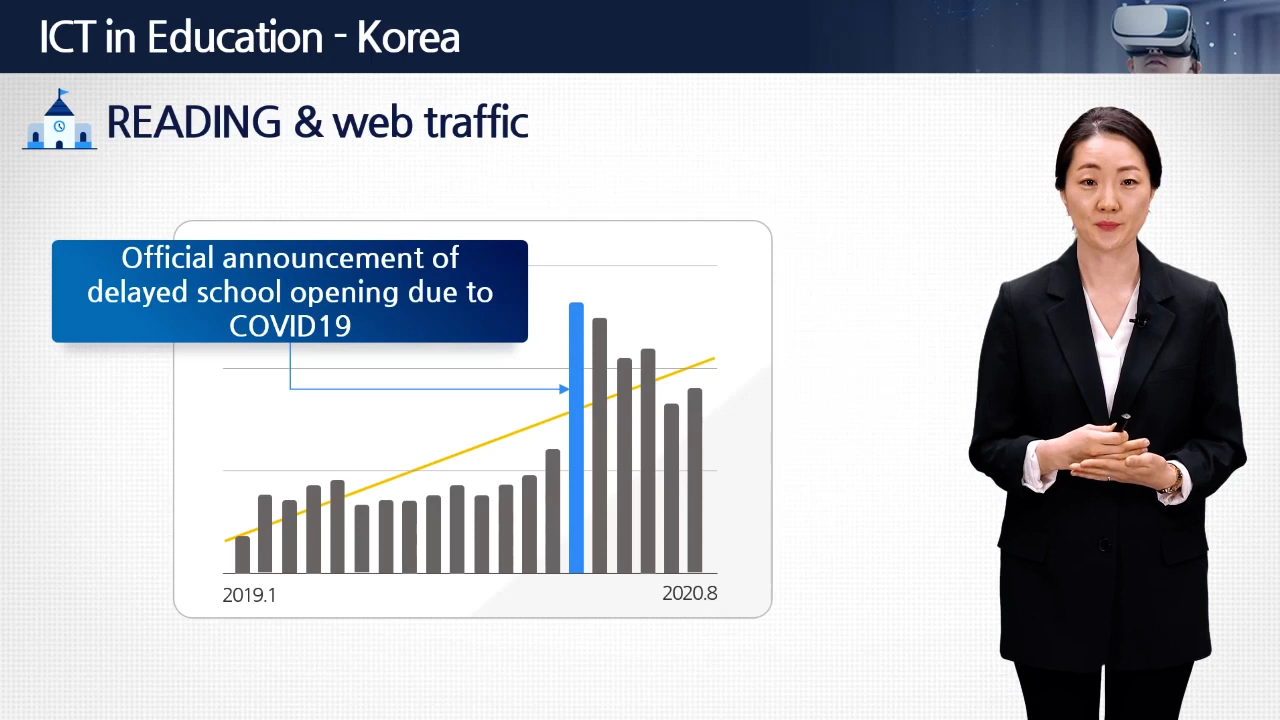 ICT in Education - Korea
READING & web traffic
Official announcement of
delayed school opening due to
COVID19
2019.1
2020.8